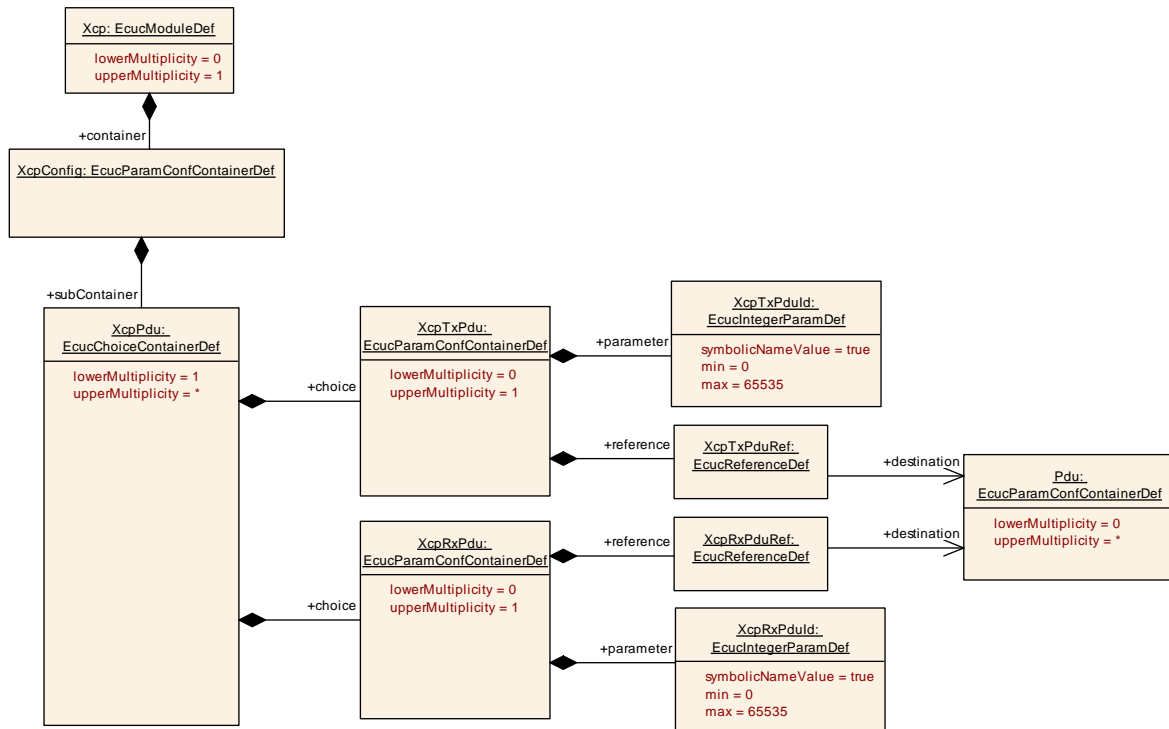 Xcp: EcucModuleDef
lowerMultiplicity = 0
upperMultiplicity = 1
+container
XcpConfig: EcucParamConfContainerDef
+subContainer
XcpPdu:
EcucChoiceContainerDef
lowerMultiplicity = 1
upperMultiplicity = *
+choice
XcpTxPdu:
EcucParamConfContainerDef
lowerMultiplicity = 0
upperMultiplicity = 1
+parameter
XcpTxPduId:
EcucIntegerParamDef
symbolicNameValue = true
min = 0
max = 65535
+reference
XcpTxPduRef:
EcucReferenceDef
+destination
Pdu:
EcucParamConfContainerDef
lowerMultiplicity = 0
upperMultiplicity = *
+choice
XcpRxPdu:
EcucParamConfContainerDef
lowerMultiplicity = 0
upperMultiplicity = 1
+reference
XcpRxPduRef:
EcucReferenceDef
+destination
+parameter
XcpRxPduId:
EcucIntegerParamDef
symbolicNameValue = true
min = 0
max = 65535